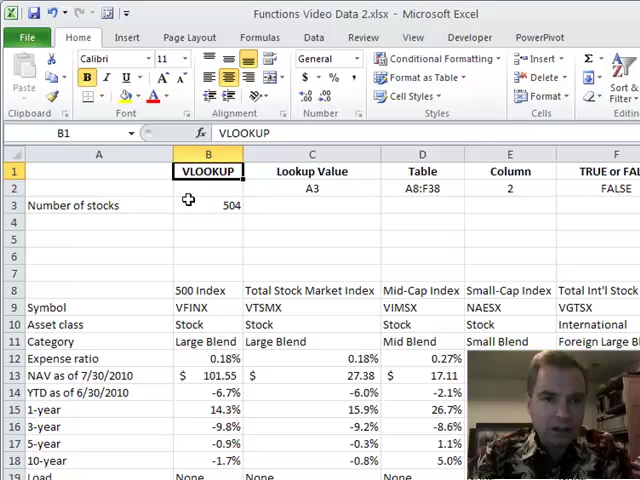 Functions Video Data 2.xlsx - Microsoft Excel
File Home Insert Page Layout Formulas Data Review View Developer PowerPivot
Calibri 11 A A General Conditional Formatting Insert Σ
Paste B I U $ % , Format as Table Delete Sort &
A Cell Styles Format Filter
Clipboard Font Alignment Number Styles Cells
B1 fx VLOOKUP
A B C D E F
1 VLOOKUP Lookup Value Table Column TRUE or FAL
2 A3 A8:F38 2 FALSE
3 Number of stocks 504
4
5
6
7
8 500 Index Total Stock Market Index Mid-Cap Index Small-Cap Index Total Int'l Stock
9 Symbol VFINX VTSMX VIMSX NAESX VGTSX
10 Asset class Stock Stock Stock Stock International
11 Category Large Blend Large Blend Mid Blend Small Blend Foreign Large Bl
12 Expense ratio 0.18% 0.18% 0.27%
13 NAV as of 7/30/2010 $ 101.55 $ 27.38 $ 17.11
14 YTD as of 6/30/2010 -6.7% -6.0% -2.1%
15 1-year 14.3% 15.9% 26.7%
16 3-year -9.8% -9.2% -8.6%
17 5-year -0.9% -0.3% 1.1%
18 10-year -1.7% -0.8% 5.0%
19 Load None None None